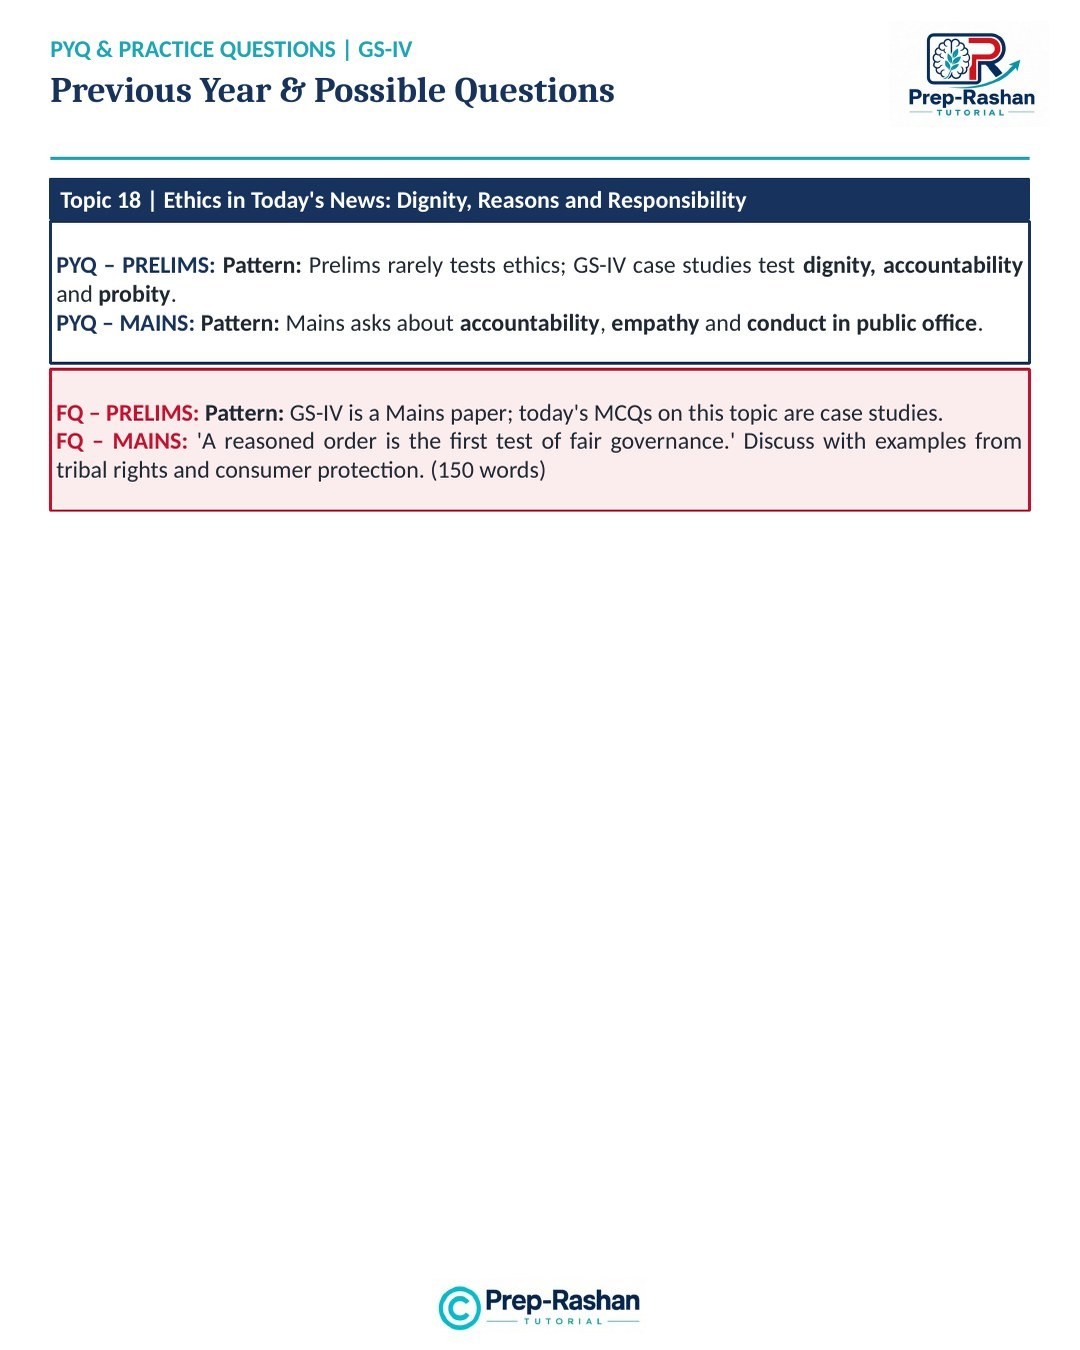 PYQ & PRACTICE QUESTIONS | GS-IV
Previous Year & Possible Questions
Prep-Rashan
TUTORIAL
Topic 18 | Ethics in Today's News: Dignity, Reasons and Responsibility
PYQ – PRELIMS: Pattern: Prelims rarely tests ethics; GS-IV case studies test dignity, accountability
and probity.
PYQ – MAINS: Pattern: Mains asks about accountability, empathy and conduct in public office.
FQ – PRELIMS: Pattern: GS-IV is a Mains paper; today's MCQs on this topic are case studies.
FQ – MAINS: 'A reasoned order is the first test of fair governance.' Discuss with examples from
tribal rights and consumer protection. (150 words)
© Prep-Rashan
TUTORIAL